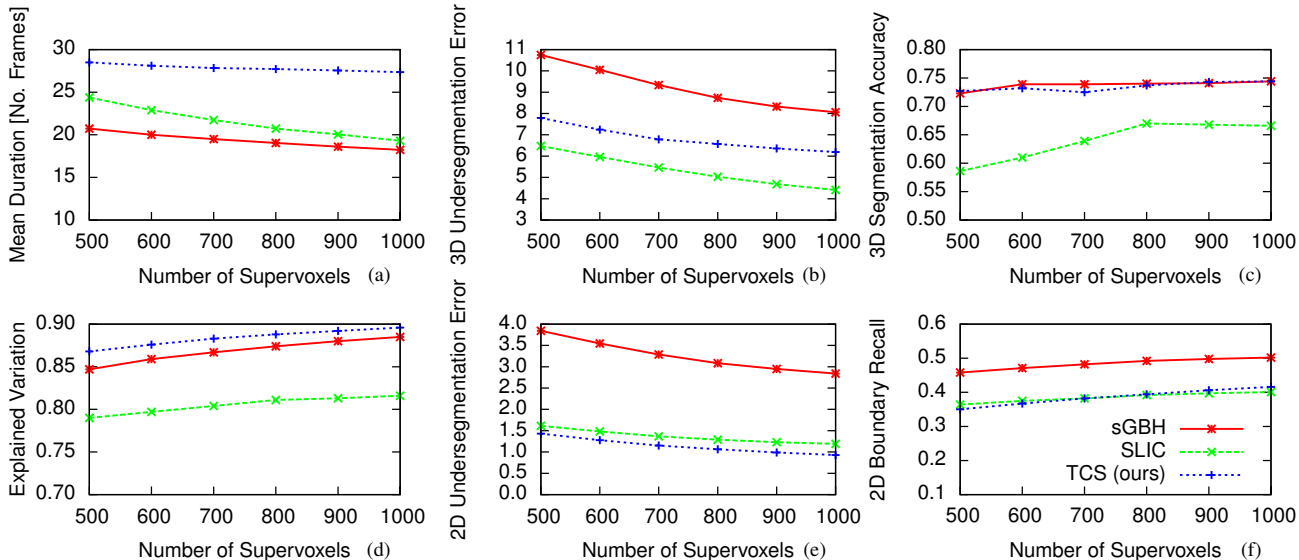 Mean Duration [No. Frames]
30
25
20
15
10
500 600 700 800 900 1000
Number of Supervoxels (a)
3D Undersegmentation Error
11
10
9
8
7
6
5
4
3
500 600 700 800 900 1000
Number of Supervoxels (b)
3D Segmentation Accuracy
0.80
0.75
0.70
0.65
0.60
0.55
0.50
500 600 700 800 900 1000
Number of Supervoxels (c)
Explained Variation
0.90
0.85
0.80
0.75
0.70
500 600 700 800 900 1000
Number of Supervoxels (d)
2D Undersegmentation Error
4.0
3.5
3.0
2.5
2.0
1.5
1.0
0.5
0.0
500 600 700 800 900 1000
Number of Supervoxels (e)
2D Boundary Recall
0.6
0.5
0.4
0.3
0.2
0.1
sGBH
SLIC
TCS (ours)
500 600 700 800 900 1000
Number of Supervoxels (f)